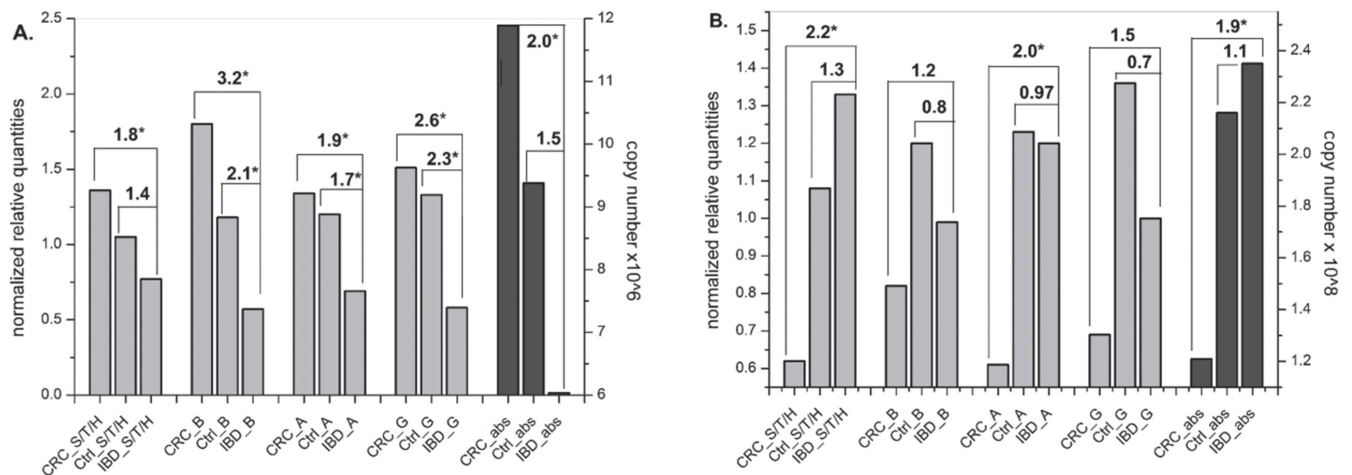 A.
normalized relative quantities
2.5
2.0
1.5
1.0
0.5
0.0
1.8*
1.4
3.2*
2.1*
1.9*
1.7*
2.6*
2.3*
2.0*
1.5
12
11
10
9
8
7
6
copy number x10^6
CRC_S/T/H
Ctrl_S/T/H
IBD_S/T/H
CRC_B
Ctrl_B
IBD_B
CRC_A
Ctrl_A
IBD_A
CRC_G
Ctrl_G
IBD_G
CRC_abs
Ctrl_abs
IBD_abs
B.
normalized relative quantities
1.5
1.4
1.3
1.2
1.1
1.0
0.9
0.8
0.7
0.6
2.2*
1.3
1.2
0.8
2.0*
0.97
1.5
0.7
1.9*
1.1
2.4
2.2
2.0
1.8
1.6
1.4
1.2
copy number x 10^8
CRC_S/T/H
Ctrl_S/T/H
IBD_S/T/H
CRC_B
Ctrl_B
IBD_B
CRC_A
Ctrl_A
IBD_A
CRC_G
Ctrl_G
IBD_G
CRC_abs
Ctrl_abs
IBD_abs